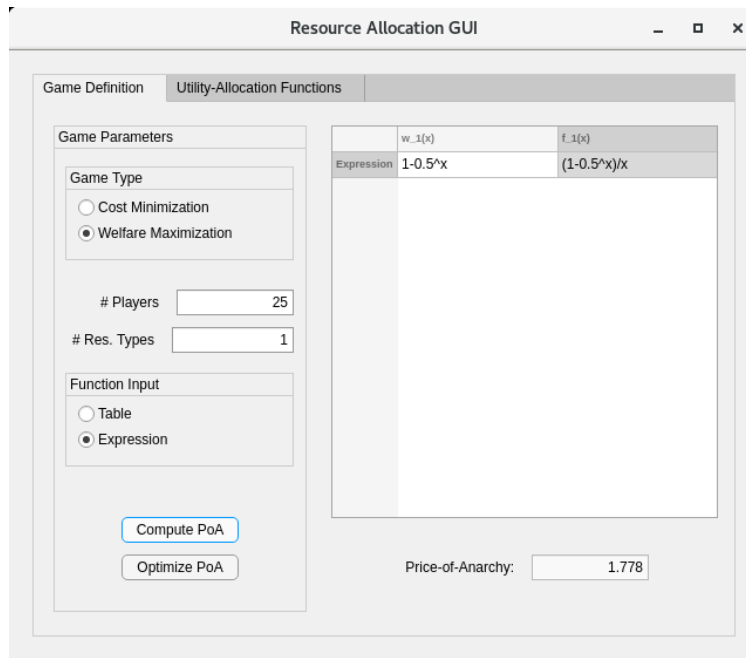 Resource Allocation GUI
Game Definition Utility-Allocation Functions
Game Parameters
Game Type
Cost Minimization
Welfare Maximization
# Players 25
# Res. Types 1
Function Input
Table
Expression
Compute PoA
Optimize PoA
w_1(x) f_1(x)
Expression 1-0.5^x (1-0.5^x)/x
Price-of-Anarchy: 1.778